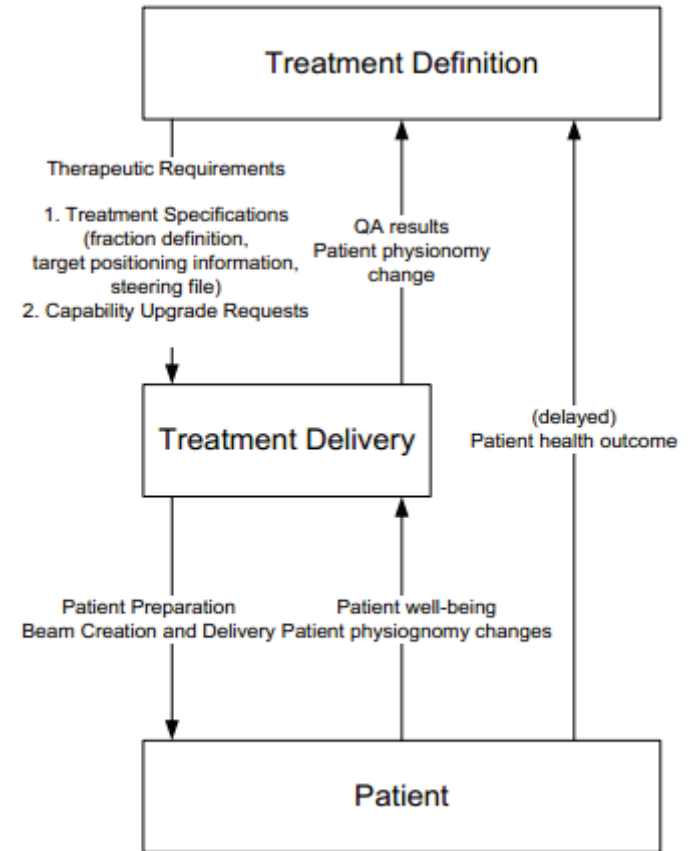 Treatment Definition
Therapeutic Requirements
1. Treatment Specifications
(fraction definition,
target positioning information,
steering file)
2. Capability Upgrade Requests
QA results
Patient physionomy
change
(delayed)
Patient health outcome
Treatment Delivery
Patient Preparation
Beam Creation and Delivery
Patient well-being
Patient physiognomy changes
Patient